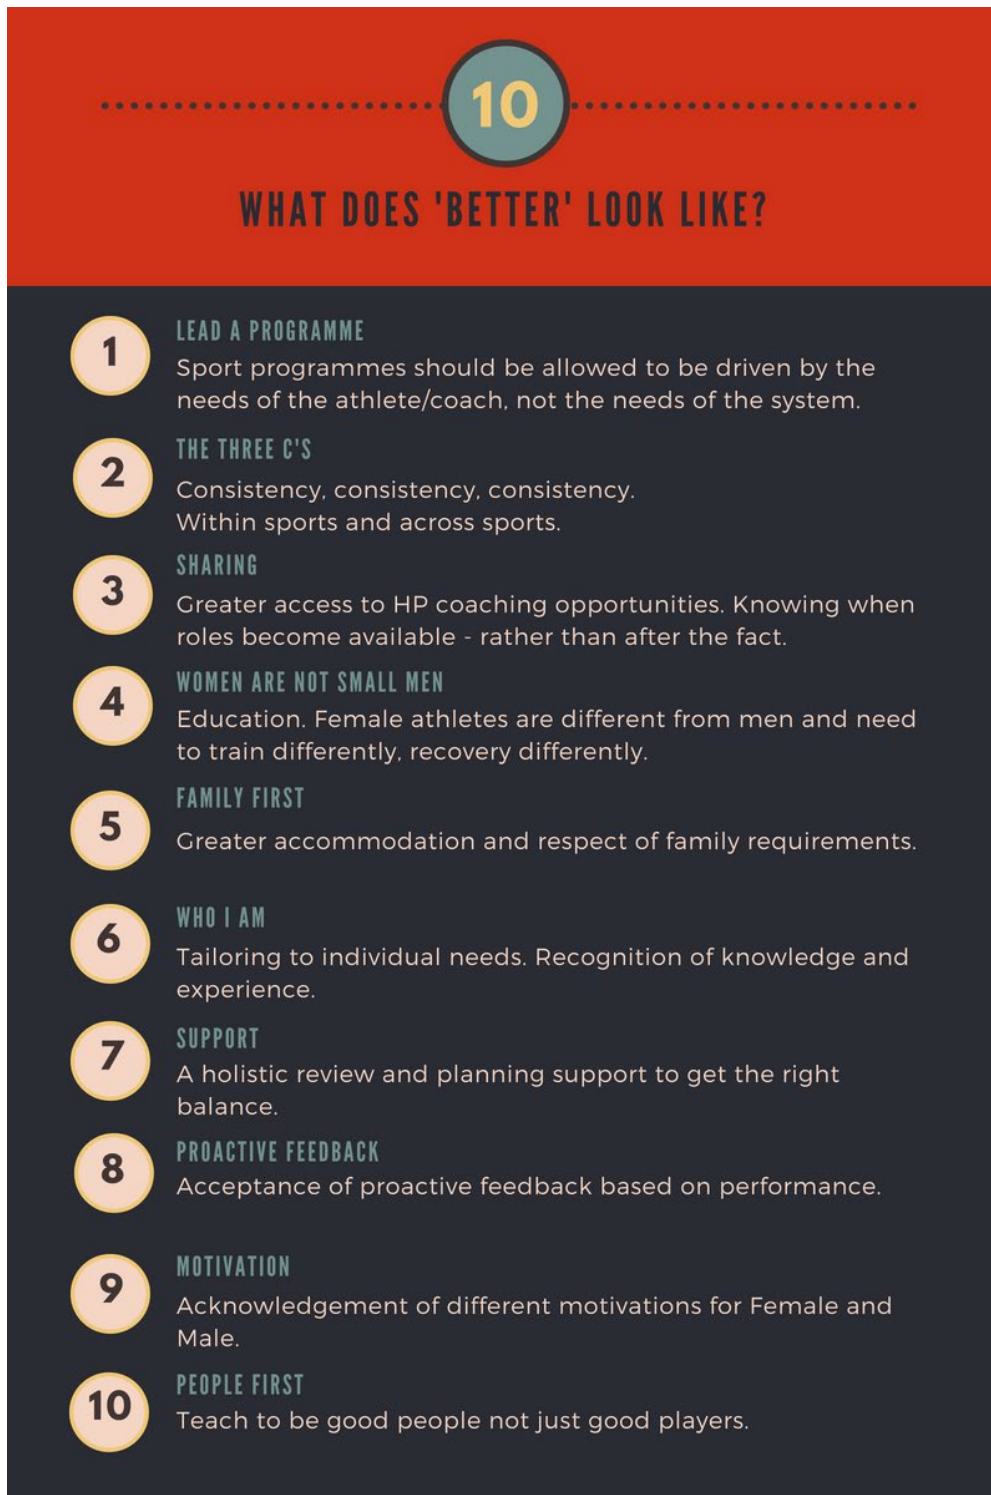 10
WHAT DOES 'BETTER' LOOK LIKE?
1
LEAD A PROGRAMME
Sport programmes should be allowed to be driven by the
needs of the athlete/coach, not the needs of the system.
2
THE THREE C'S
Consistency, consistency, consistency.
Within sports and across sports.
3
SHARING
Greater access to HP coaching opportunities. Knowing when
roles become available - rather than after the fact.
4
WOMEN ARE NOT SMALL MEN
Education. Female athletes are different from men and need
to train differently, recovery differently.
5
FAMILY FIRST
Greater accommodation and respect of family requirements.
6
WHO I AM
Tailoring to individual needs. Recognition of knowledge and
experience.
7
SUPPORT
A holistic review and planning support to get the right
balance.
8
PROACTIVE FEEDBACK
Acceptance of proactive feedback based on performance.
9
MOTIVATION
Acknowledgement of different motivations for Female and
Male.
10
PEOPLE FIRST
Teach to be good people not just good players.